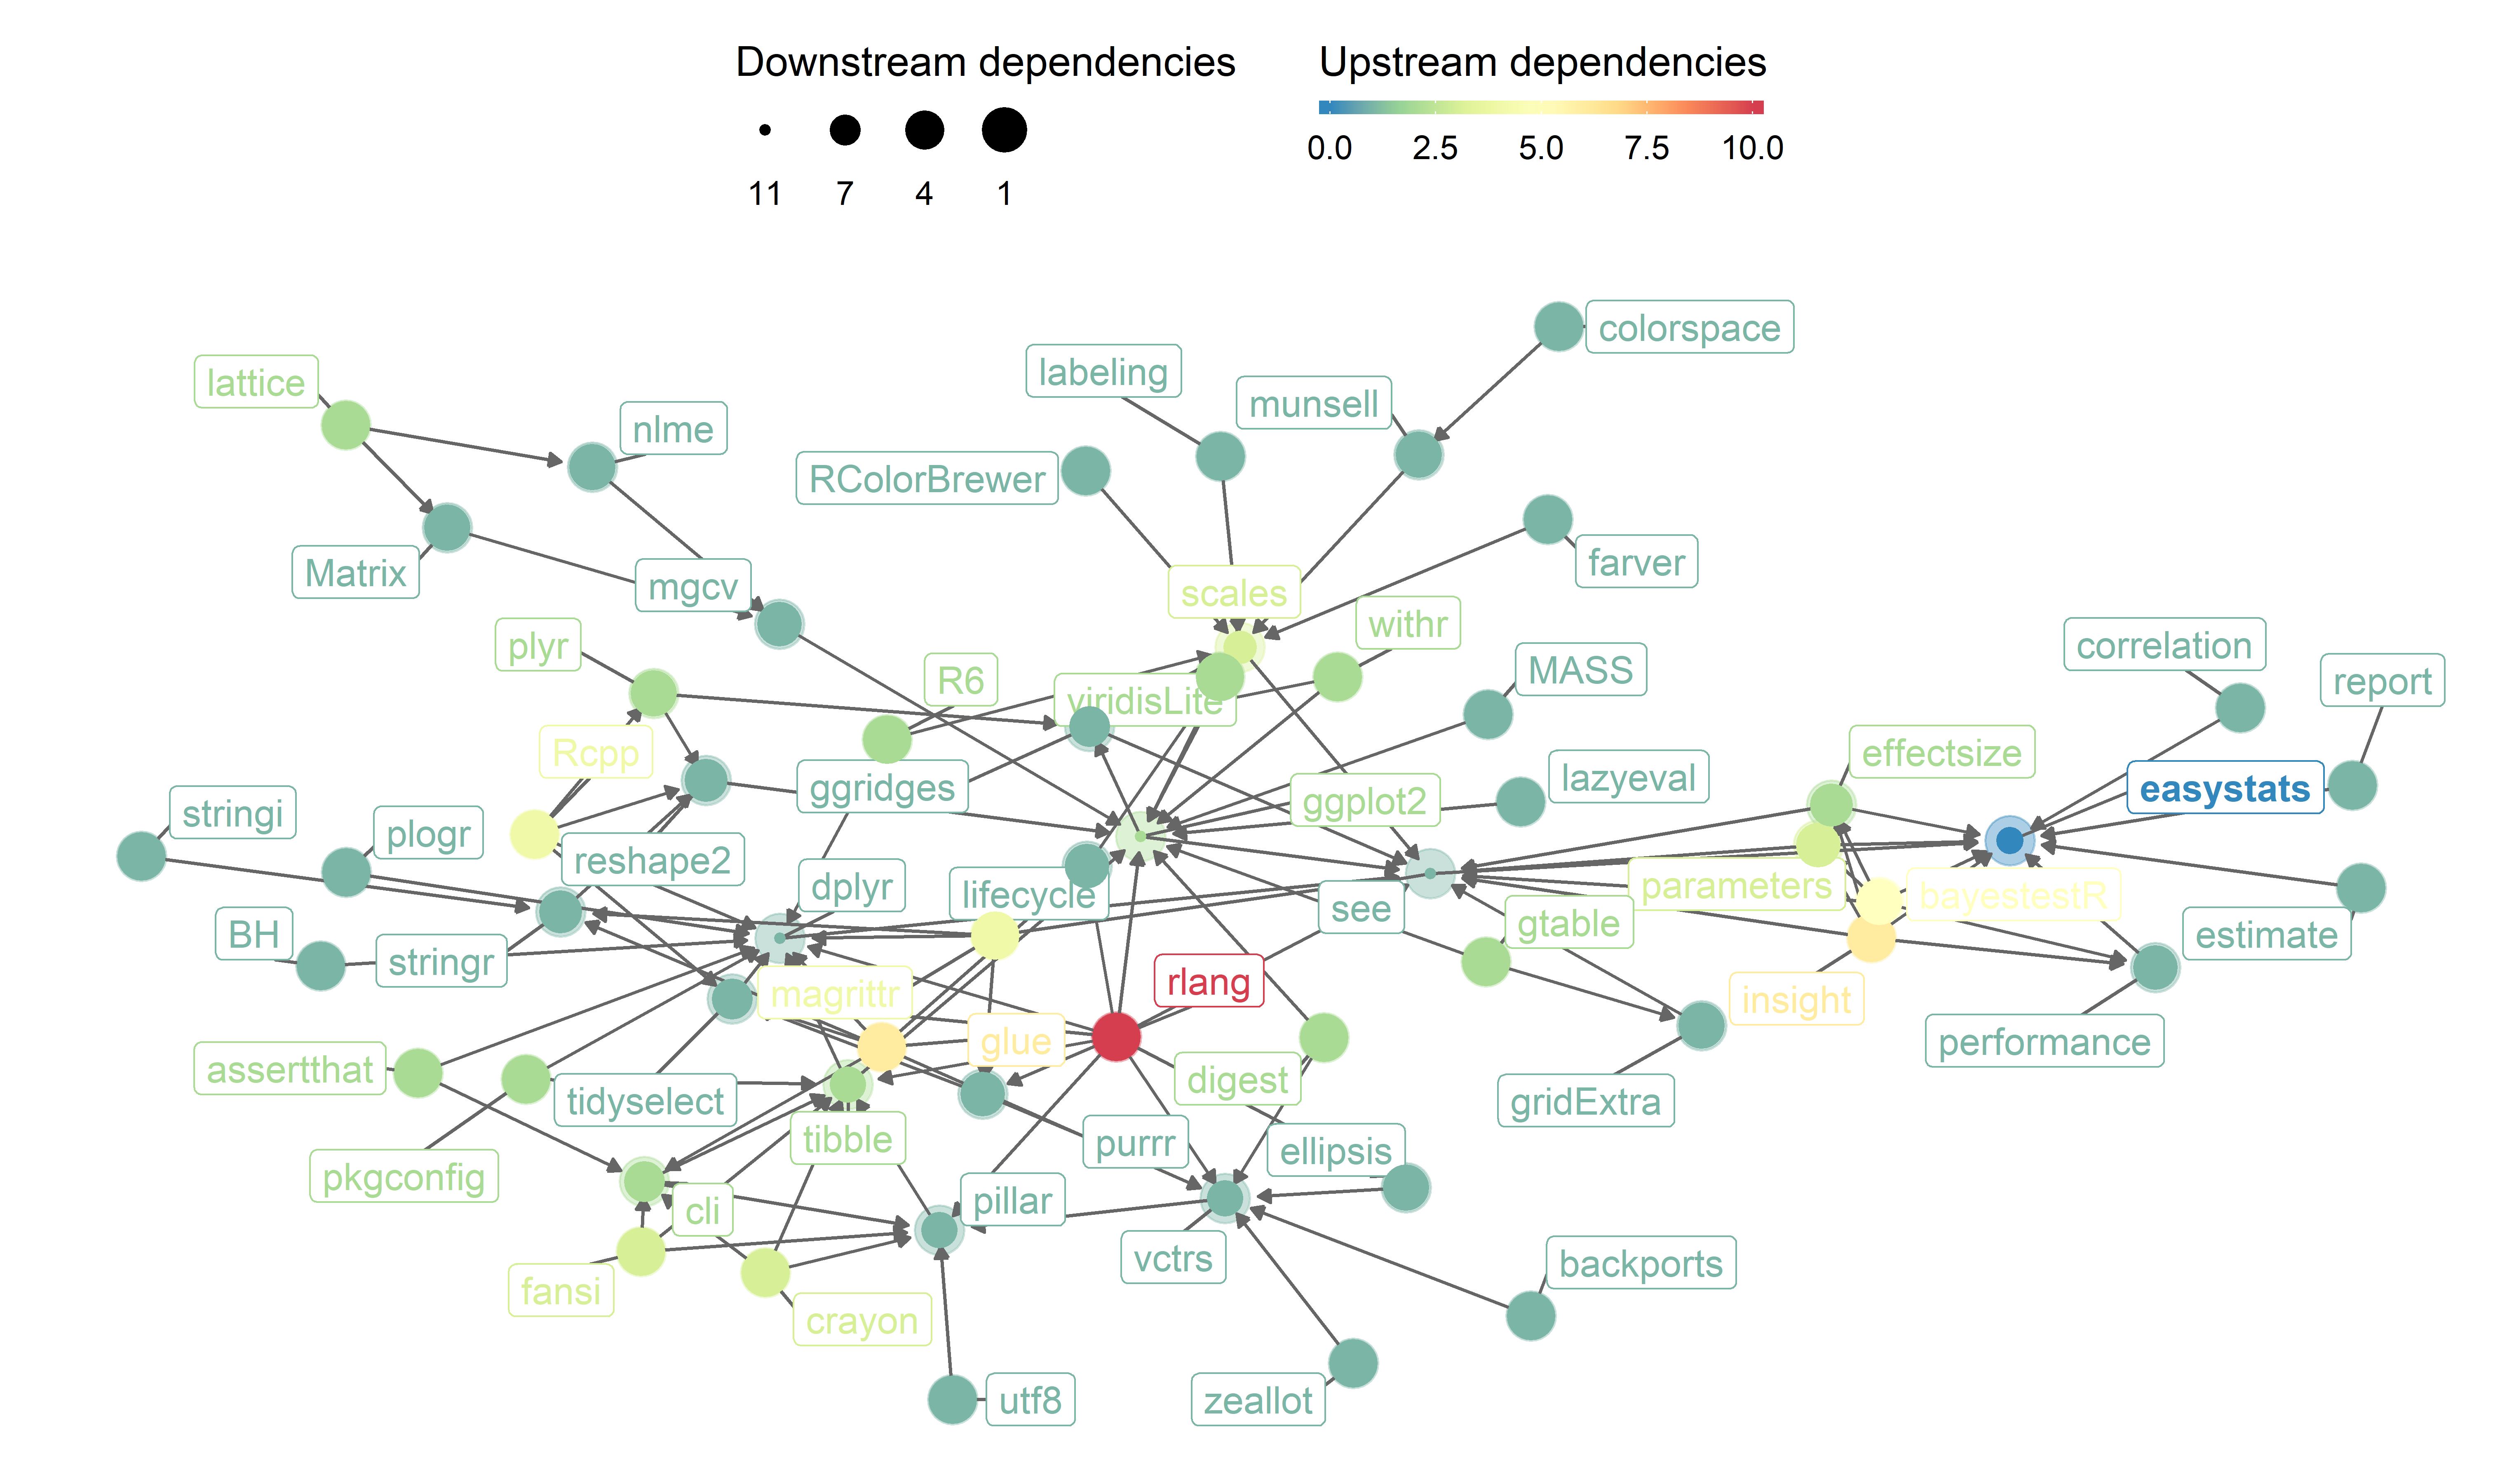 Downstream dependencies
11 7 4 1
Upstream dependencies
0.0 2.5 5.0 7.5 10.0
colorspace
labeling
lattice
munsell
nlme
RColorBrewer
farver
Matrix
mgcv
scales
withr
plyr
correlation
R6
MASS
report
viridisLite
Rcpp
effectsize
lazyeval
ggridges
easystats
ggplot2
stringi
plogr
reshape2
dplyr
lifecycle
parameters
bayestestR
see
gtable
BH
stringr
estimate
rlang
magrittr
insight
glue
performance
assertthat
digest
tidyselect
gridExtra
tibble
purrr
ellipsis
pkgconfig
pillar
cli
vctrs
backports
fansi
crayon
utf8
zeallot